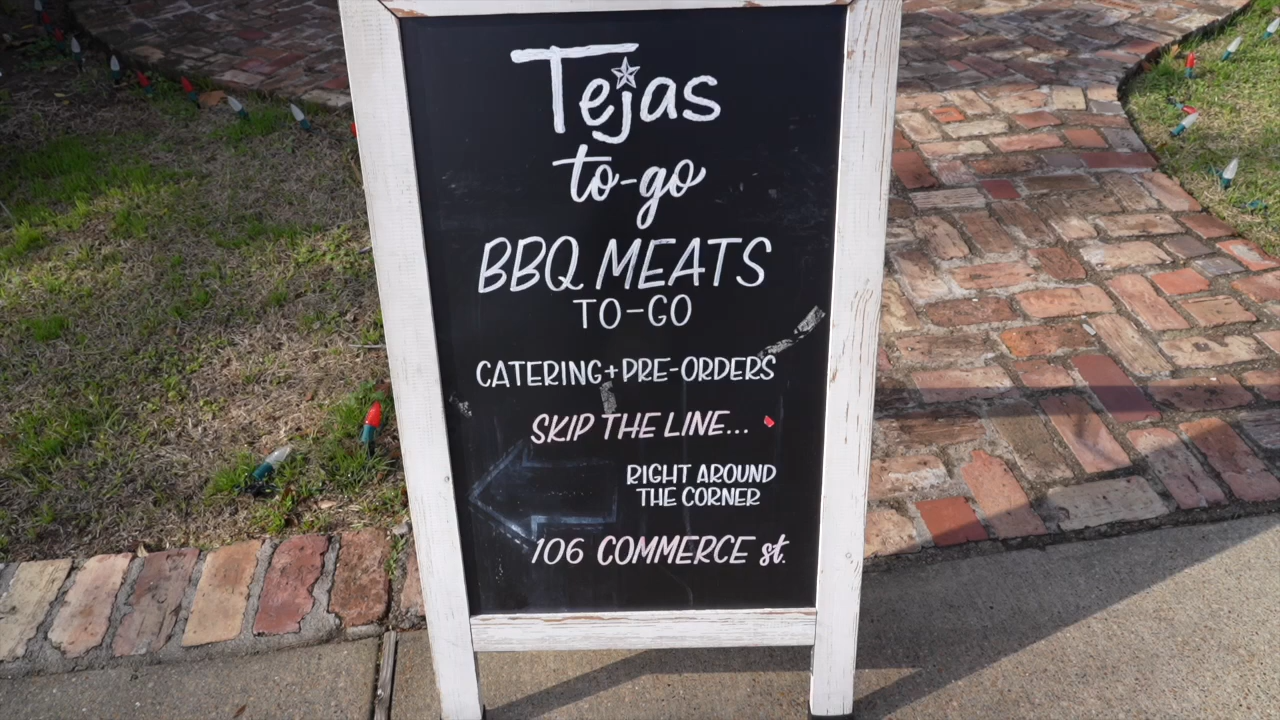 Tejas
to-go
BBQ MEATS
TO-GO
CATERING+PRE-ORDERS
SKIP THE LINE...
RIGHT AROUND
THE CORNER
106 COMMERCE st.